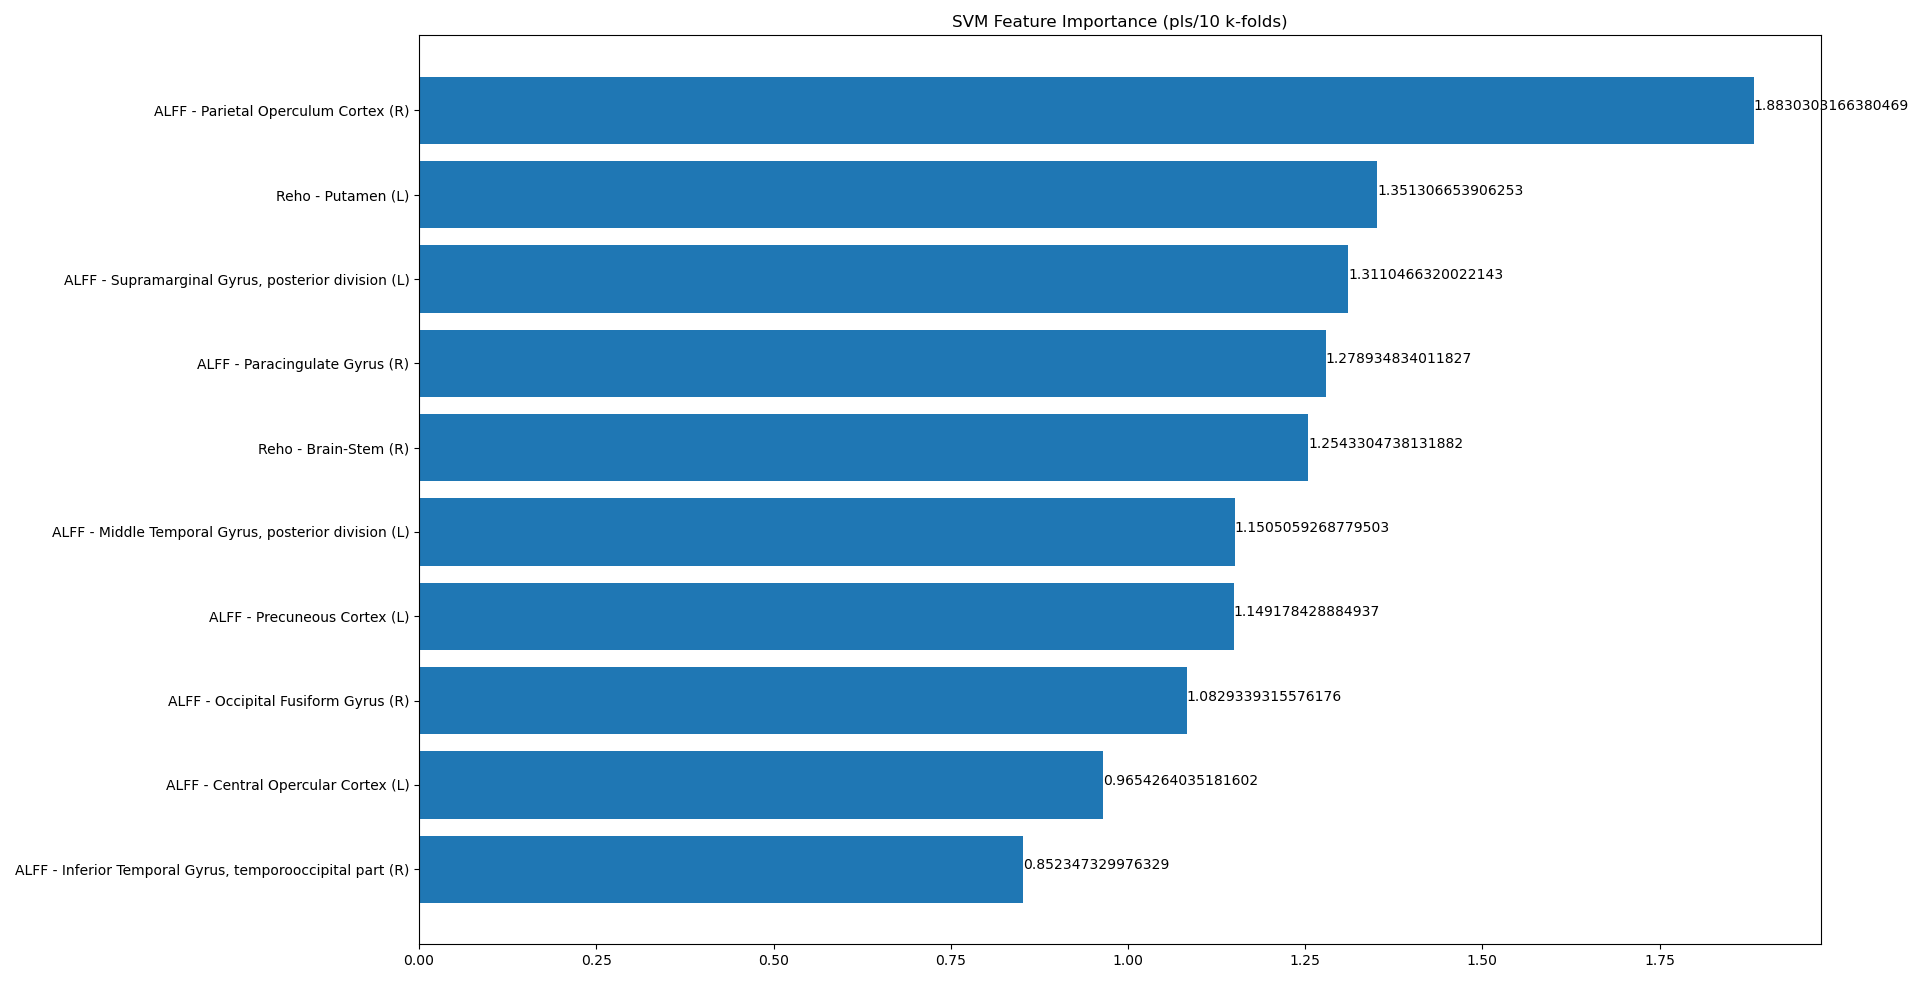 SVM Feature Importance (pls/10 k-folds)
ALFF - Parietal Operculum Cortex (R)
1.8830303166380469
Reho - Putamen (L)
1.351306653906253
ALFF - Supramarginal Gyrus, posterior division (L)
1.3110466320022143
ALFF - Paracingulate Gyrus (R)
1.278934834011827
Reho - Brain-Stem (R)
1.2543304738131882
ALFF - Middle Temporal Gyrus, posterior division (L)
1.1505059268779503
ALFF - Precuneous Cortex (L)
1.149178428884937
ALFF - Occipital Fusiform Gyrus (R)
1.0829339315576176
ALFF - Central Opercular Cortex (L)
0.9654264035181602
ALFF - Inferior Temporal Gyrus, temporooccipital part (R)
0.852347329976329
0.00 0.25 0.50 0.75 1.00 1.25 1.50 1.75